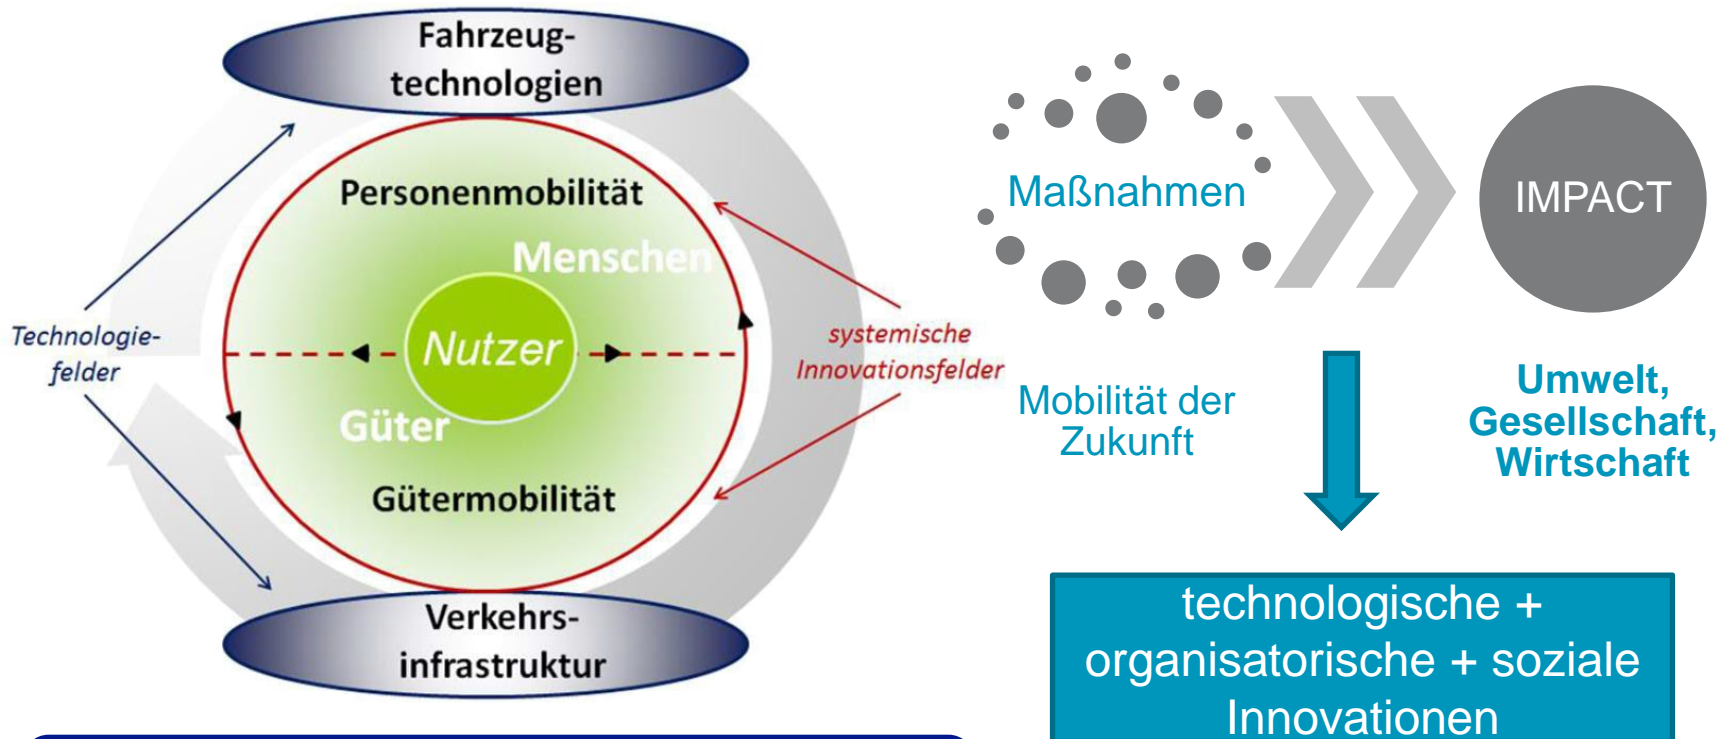 Fahrzeug-
technologien
Personenmobilität
Menschen
Nutzer
Güter
Gütermobilität
Verkehrs-
infrastruktur
Technologie-
felder
systemische
Innovationsfelder
Maßnahmen
IMPACT
Mobilität der
Zukunft
Umwelt,
Gesellschaft,
Wirtschaft
technologische +
organisatorische + soziale
Innovationen